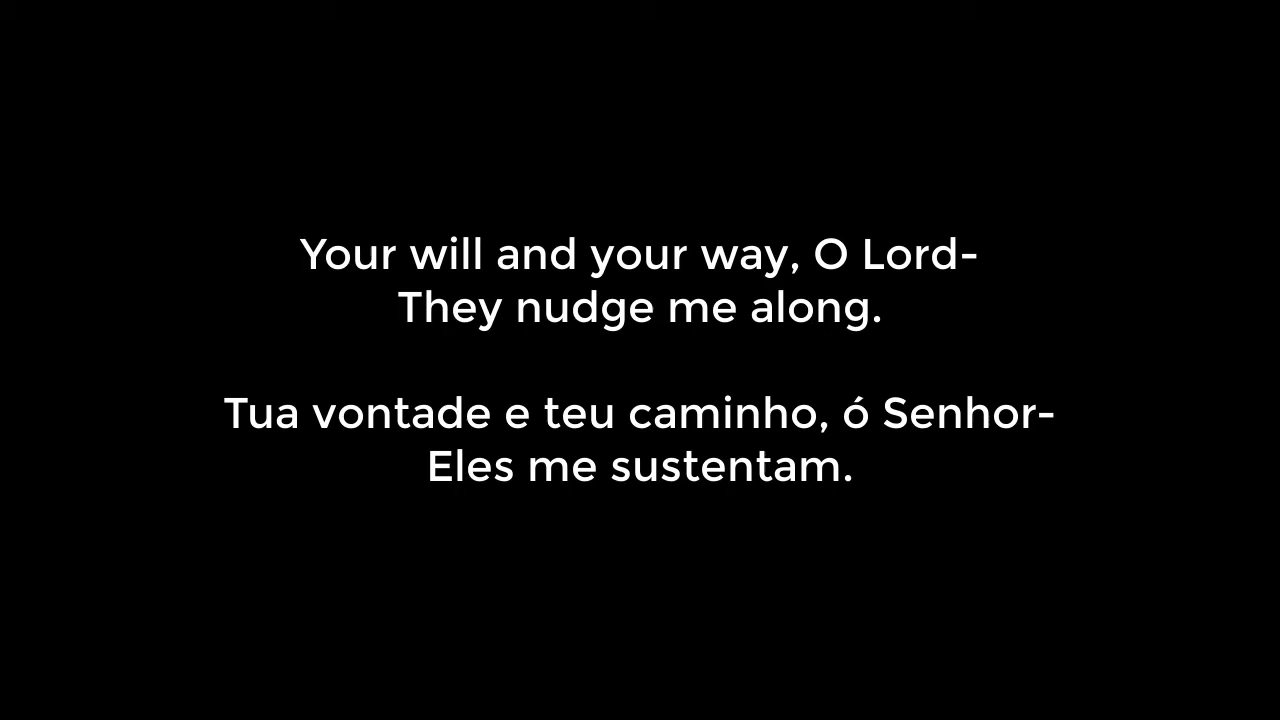 Your will and your way, O Lord-
They nudge me along.
Tua vontade e teu caminho, ó Senhor-
Eles me sustentam.